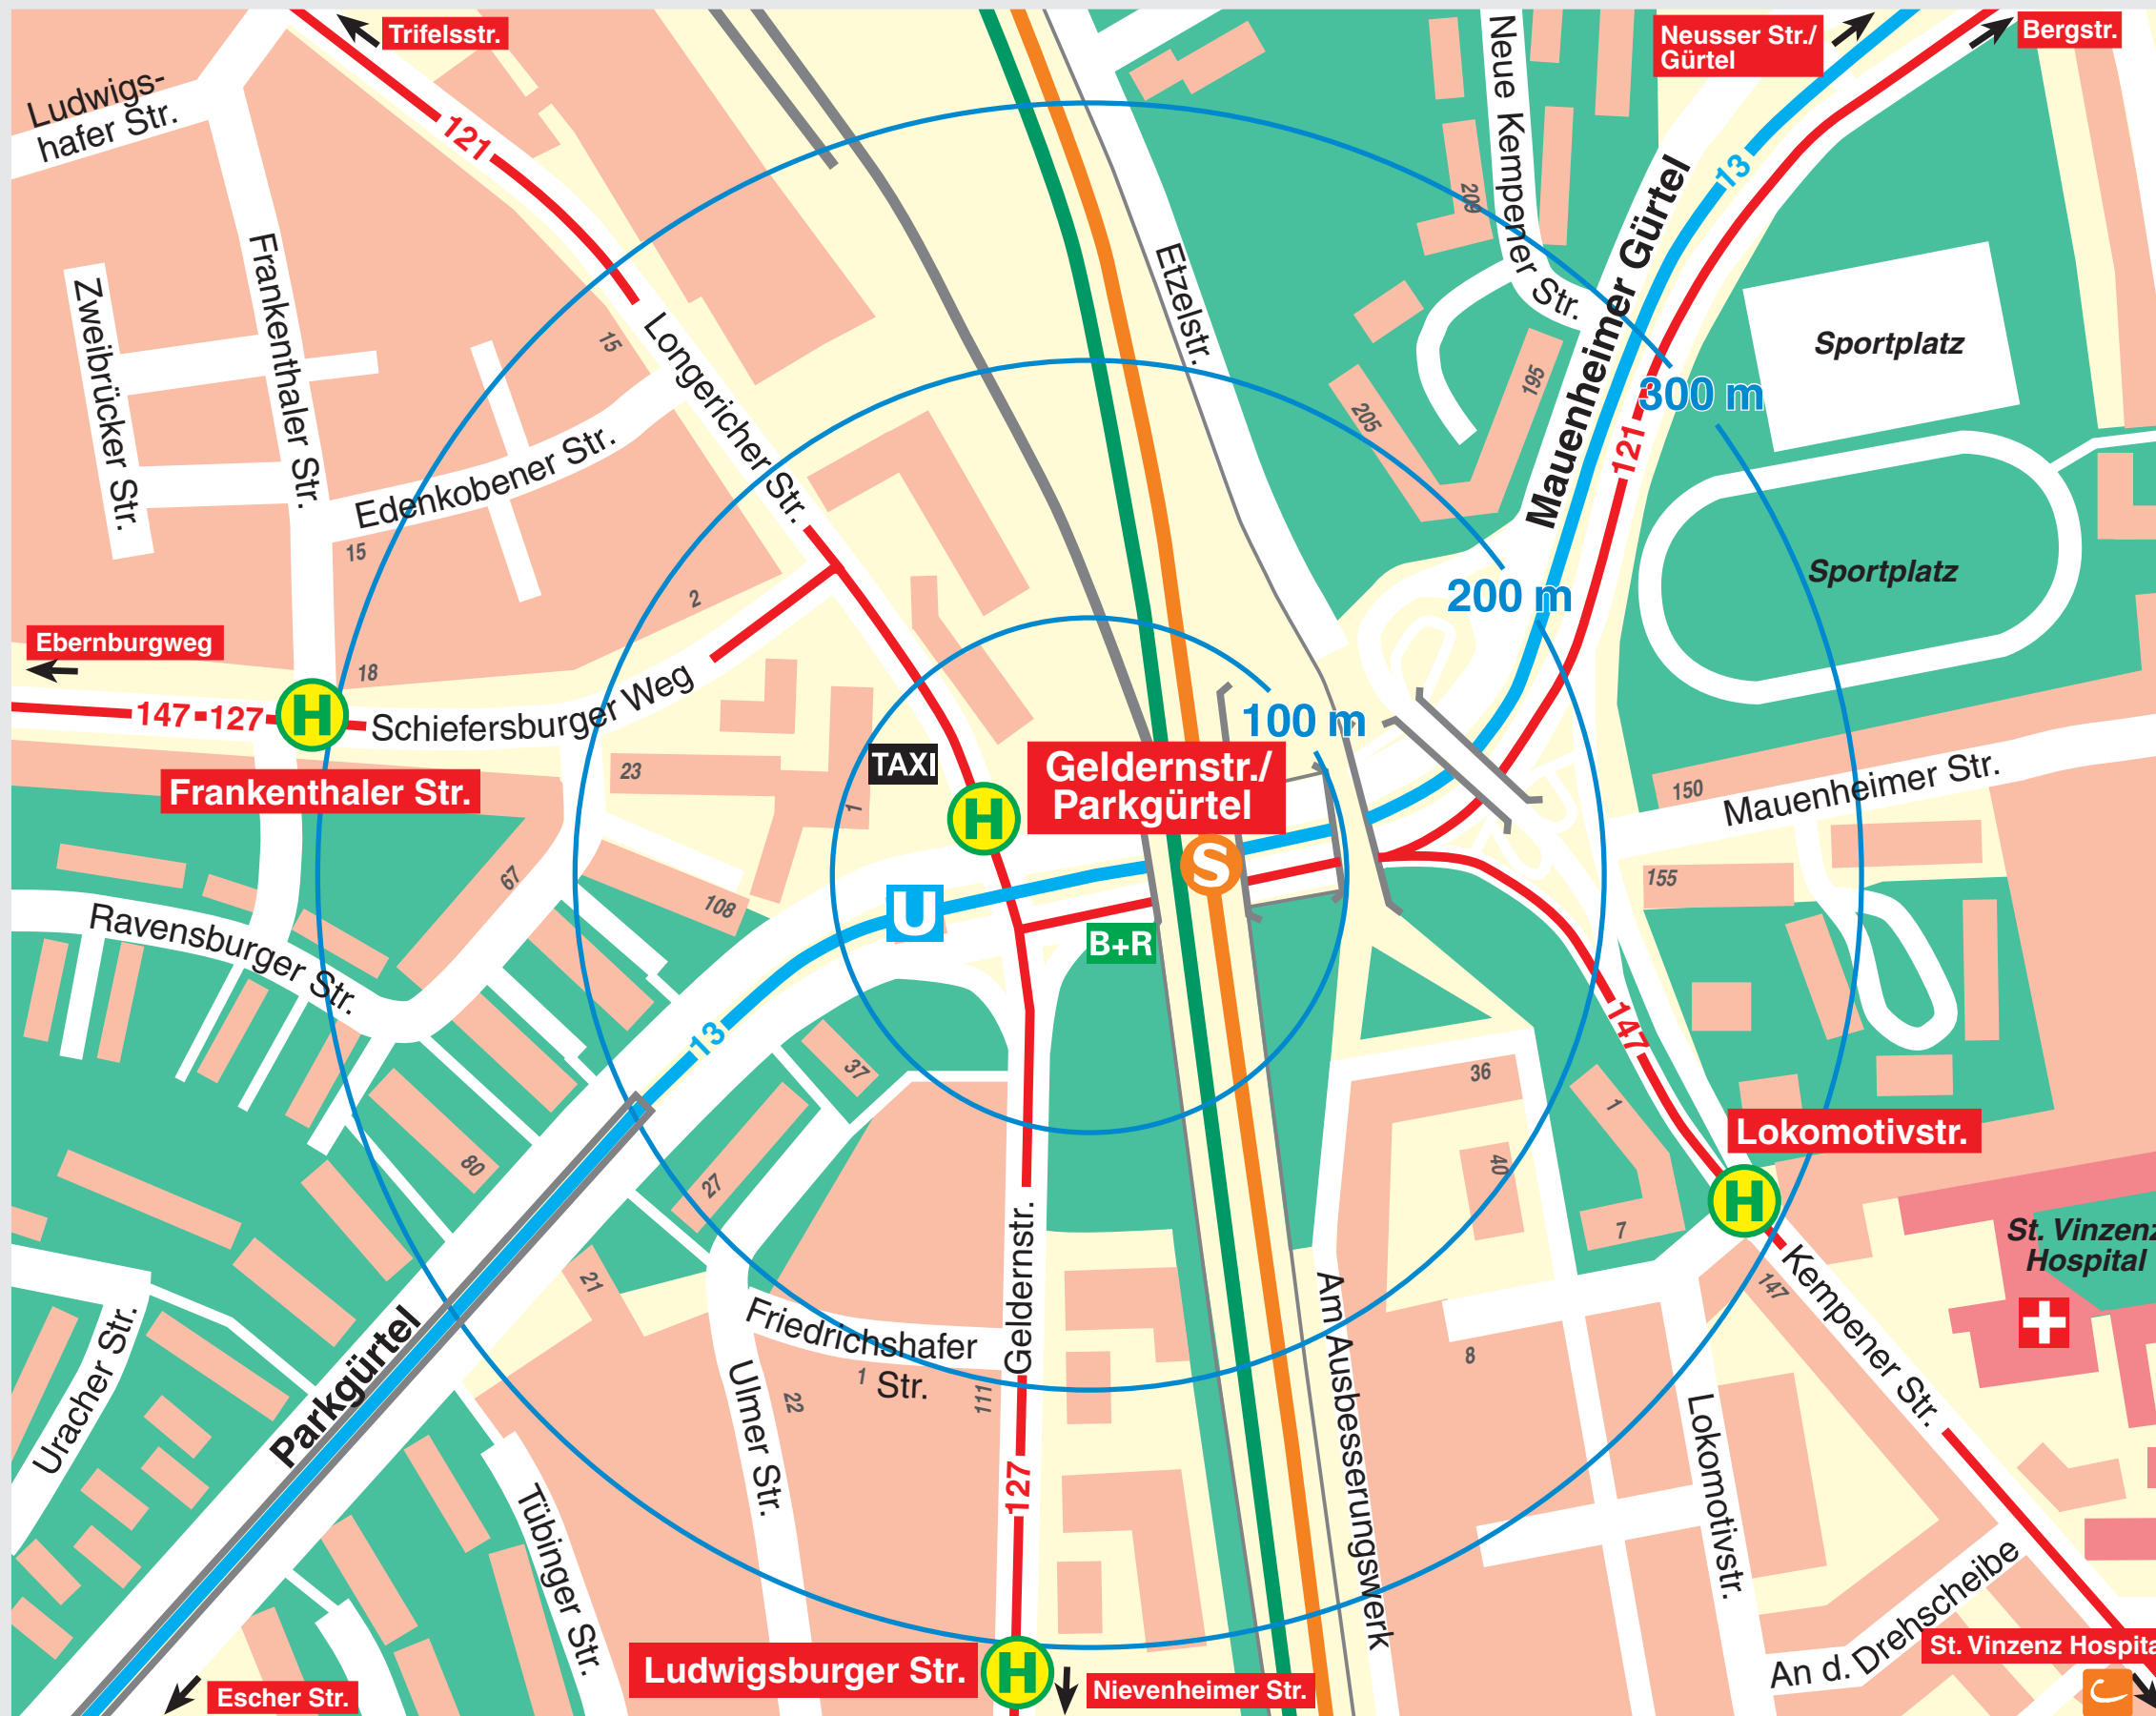 Trifelsstr.
Neusser Str./
Gürtel
Bergstr.
Ludwigs-
hafer Str.
121
Neue Kempener Str.
13
209
Mauenheimer Gürtel
Etzelstr.
Frankenthaler Str.
Zweibrücker Str.
15
Longericher Str.
Sportplatz
195
205
300 m
121
Edenkobener Str.
15
Sportplatz
2
200 m
Ebernburgweg
18
147
127
H
Schiefersburger Weg
100 m
TAXI
23
1
Frankenthaler Str.
H
Geldernstr./
Parkgürtel
150
Mauenheimer Str.
67
S
155
108
U
B+R
Ravensburger Str.
13
147
37
36
1
80
27
40
Lokomotivstr.
H
7
21
St. Vinzenz
Hospital
147
Kempener Str.
Geldernstr.
Friedrichshafer
Str.
1
22
111
8
Am Ausbesserungswerk
Parkgürtel
Uracher Str.
Ulmer Str.
Lokomotivstr.
127
Tübinger Str.
An d. Drehscheibe
St. Vinzenz Hospita
Ludwigsburger Str.
H
Nievenheimer Str.
Escher Str.